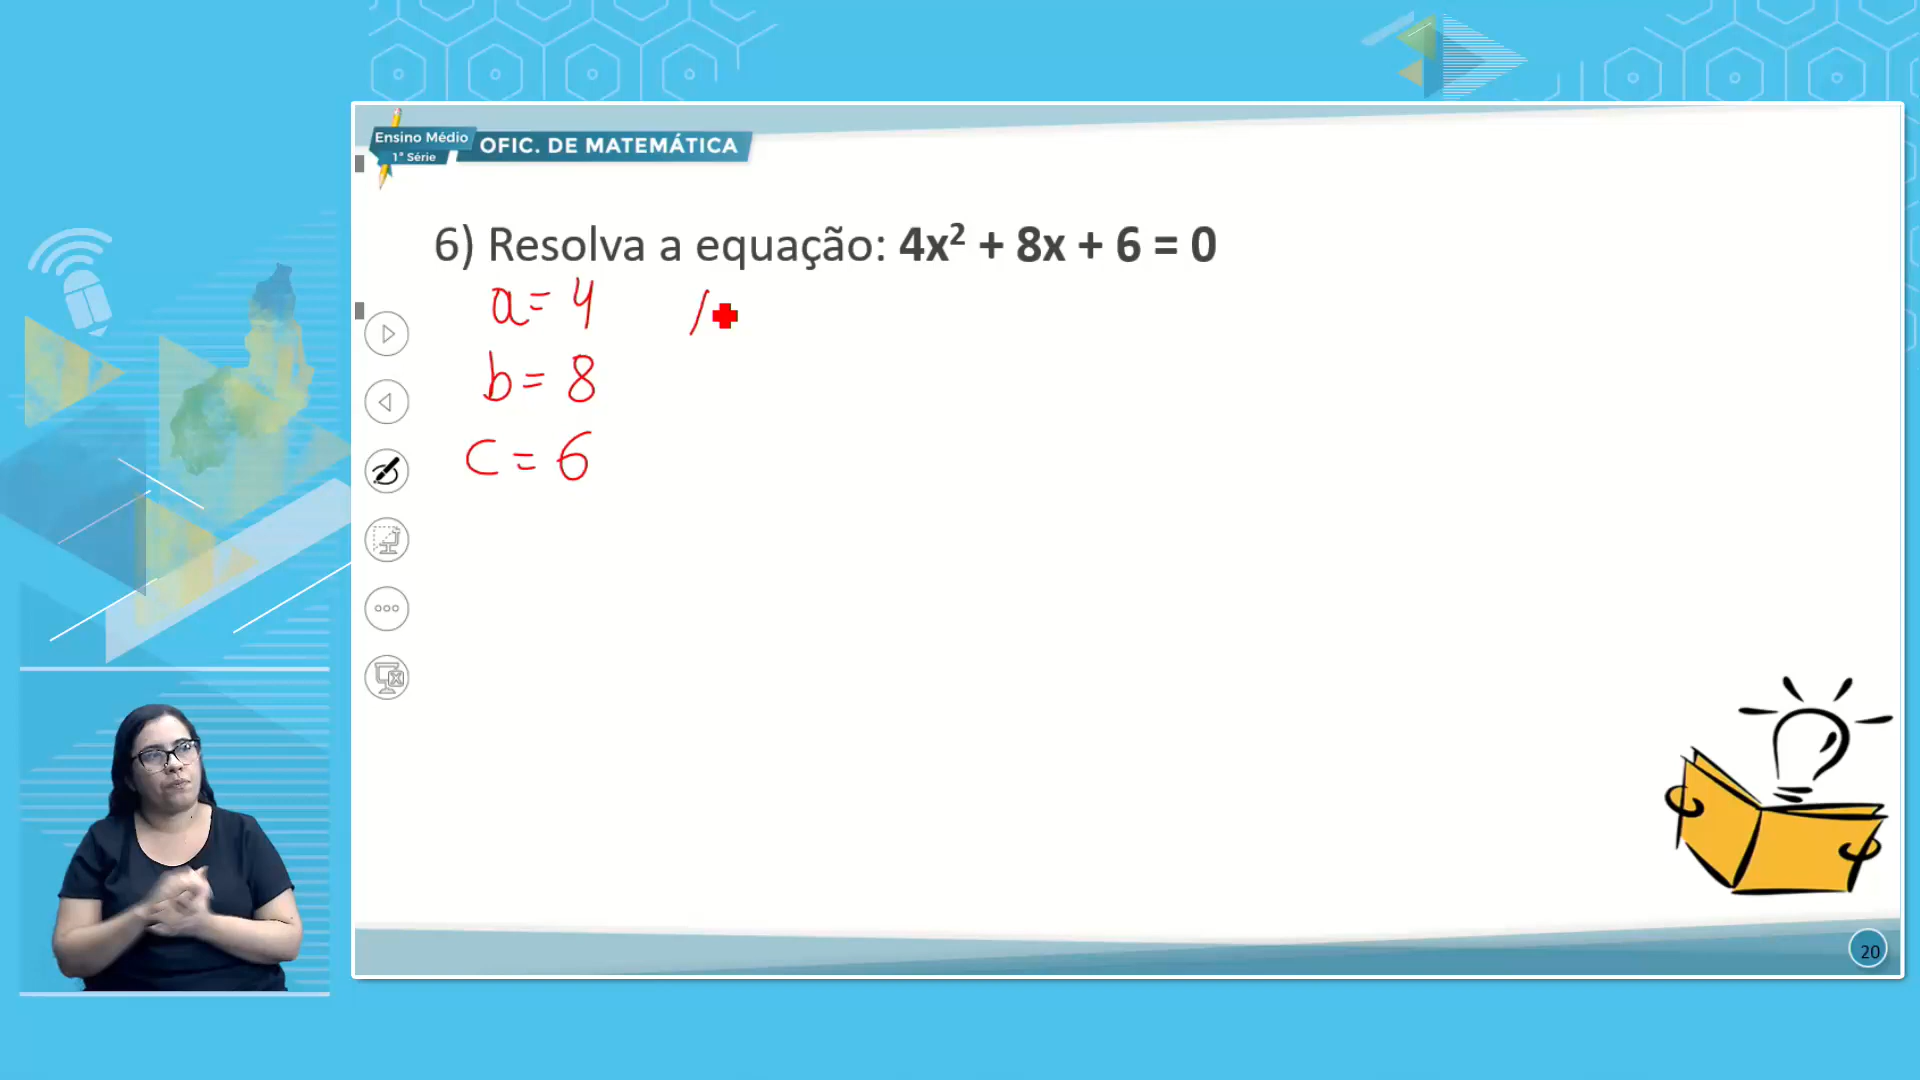 Ensino Médio
1ª Série
OFIC. DE MATEMÁTICA
6) Resolva a equação: 4x² + 8x + 6 = 0
a = 4
b = 8
c = 6
20